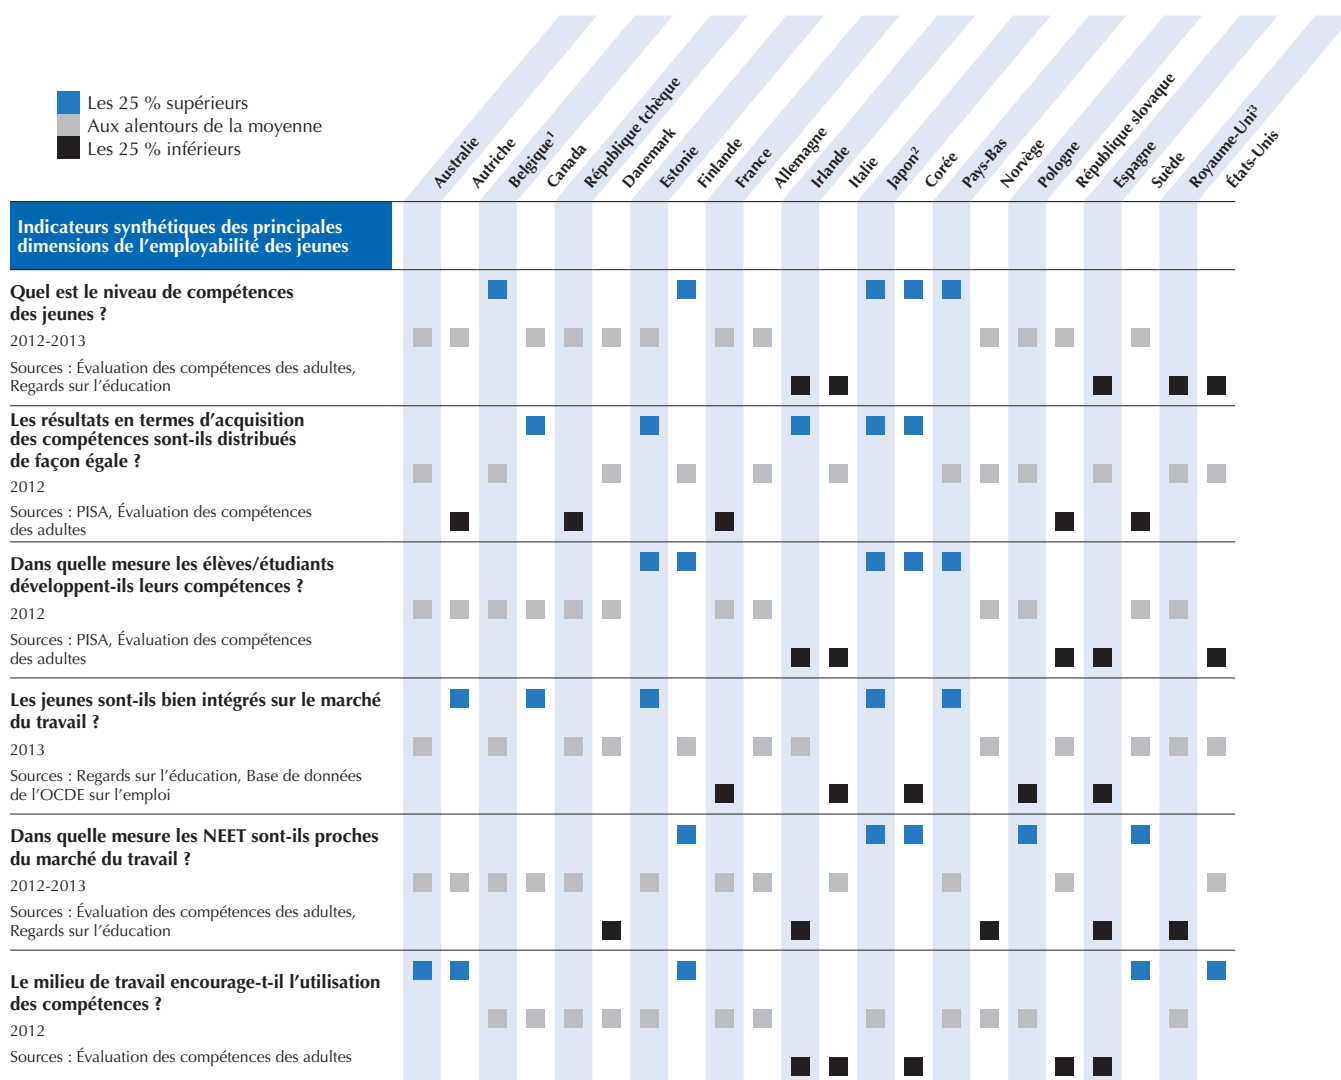 Les 25 % supérieurs
Aux alentours de la moyenne
Les 25 % inférieurs
Australie
Autriche
Belgique¹
Canada
République tchèque
Danemark
Estonie
Finlande
France
Allemagne
Irlande
Italie
Japon²
Corée
Pays-Bas
Norvège
Pologne
République slovaque
Espagne
Suède
Royaume-Uni³
États-Unis
Indicateurs synthétiques des principales
dimensions de l’employabilité des jeunes
Quel est le niveau de compétences
des jeunes ?
2012-2013
Sources : Évaluation des compétences des adultes,
Regards sur l’éducation
Les résultats en termes d’acquisition
des compétences sont-ils distribués
de façon égale ?
2012
Sources : PISA, Évaluation des compétences
des adultes
Dans quelle mesure les élèves/étudiants
développent-ils leurs compétences ?
2012
Sources : PISA, Évaluation des compétences
des adultes
Les jeunes sont-ils bien intégrés sur le marché
du travail ?
2013
Sources : Regards sur l’éducation, Base de données
de l’OCDE sur l’emploi
Dans quelle mesure les NEET sont-ils proches
du marché du travail ?
2012-2013
Sources : Évaluation des compétences des adultes,
Regards sur l’éducation
Le milieu de travail encourage-t-il l’utilisation
des compétences ?
2012
Sources : Évaluation des compétences des adultes